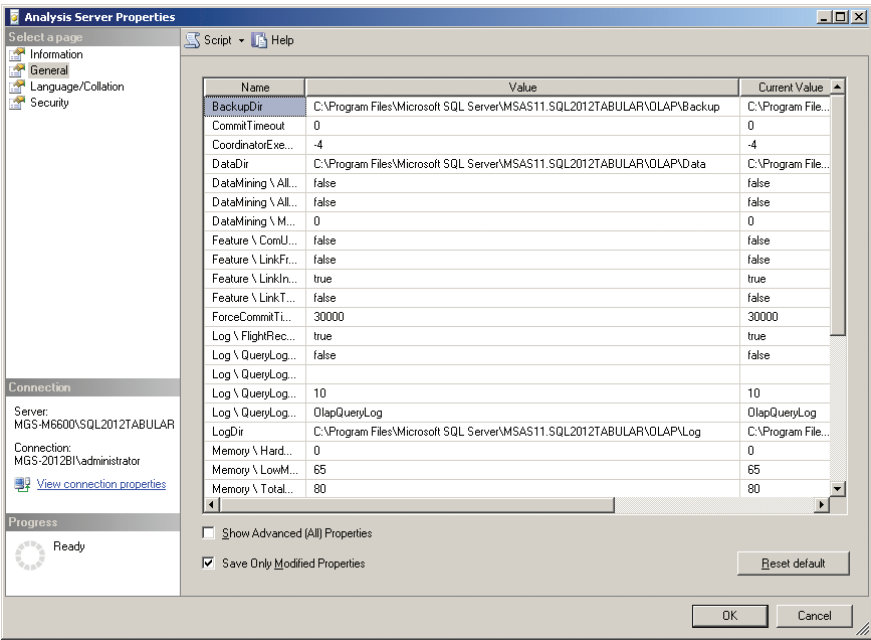 Analysis Server Properties
Select a page
Information
General
Language/Collation
Security
Script Help
Name Value Current Value
BackupDir C:\Program Files\Microsoft SQL Server\MSAS11.SQL2012TABULAR\OLAP\Backup C:\Program File...
CommitTimeout 0 0
CoordinatorExe... -4 -4
DataDir C:\Program Files\Microsoft SQL Server\MSAS11.SQL2012TABULAR\OLAP\Data C:\Program File...
DataMining \ All... false false
DataMining \ All... false false
DataMining \ M... 0 0
Feature \ ComU... false false
Feature \ LinkFr... false false
Feature \ LinkIn... true true
Feature \ LinkT... false false
ForceCommitTi... 30000 30000
Log \ FlightRec... true true
Log \ QueryLog... false false
Log \ QueryLog...
Log \ QueryLog... 10 10
Log \ QueryLog... OlapQueryLog OlapQueryLog
LogDir C:\Program Files\Microsoft SQL Server\MSAS11.SQL2012TABULAR\OLAP\Log C:\Program File...
Memory \ Hard... 0 0
Memory \ LowM... 65 65
Memory \ Total... 80 80
Connection
Server:
MGS-M6600\SQL2012TABULAR
Connection:
MGS-2012BI\administrator
View connection properties
Progress
Ready
Show Advanced (All) Properties
Save Only Modified Properties
Reset default
OK Cancel